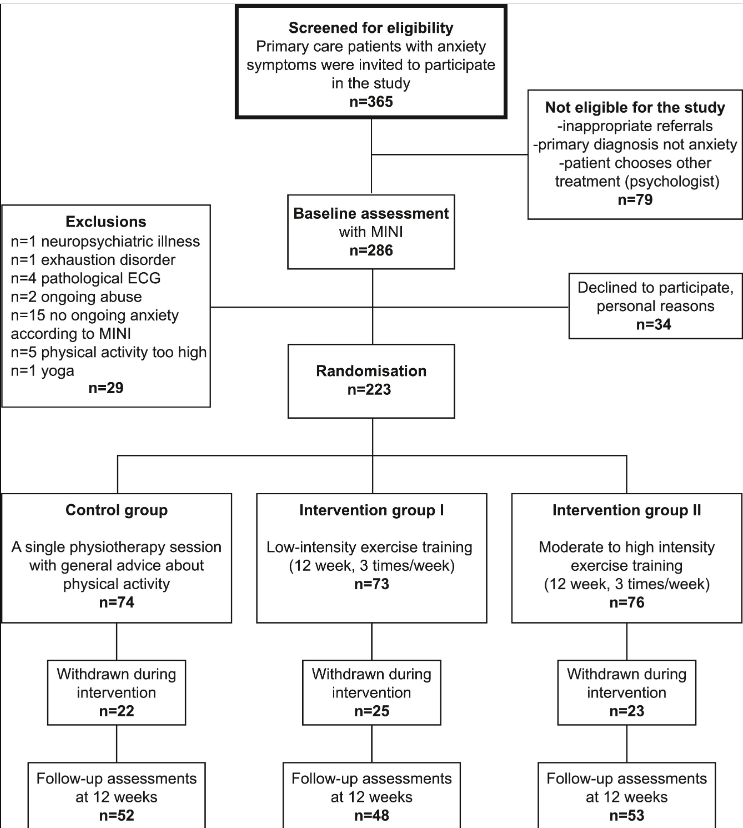 Screened for eligibility
Primary care patients with anxiety
symptoms were invited to participate
in the study
n=365
Not eligible for the study
-inappropriate referrals
-primary diagnosis not anxiety
-patient chooses other
treatment (psychologist)
n=79
Baseline assessment
with MINI
n=286
Exclusions
n=1 neuropsychiatric illness
n=1 exhaustion disorder
n=4 pathological ECG
n=2 ongoing abuse
n=15 no ongoing anxiety
according to MINI
n=5 physical activity too high
n=1 yoga
n=29
Declined to participate,
personal reasons
n=34
Randomisation
n=223
Control group
A single physiotherapy session
with general advice about
physical activity
n=74
Intervention group I
Low-intensity exercise training
(12 week, 3 times/week)
n=73
Intervention group II
Moderate to high intensity
exercise training
(12 week, 3 times/week)
n=76
Withdrawn during
intervention
n=22
Withdrawn during
intervention
n=25
Withdrawn during
intervention
n=23
Follow-up assessments
at 12 weeks
n=52
Follow-up assessments
at 12 weeks
n=48
Follow-up assessments
at 12 weeks
n=53